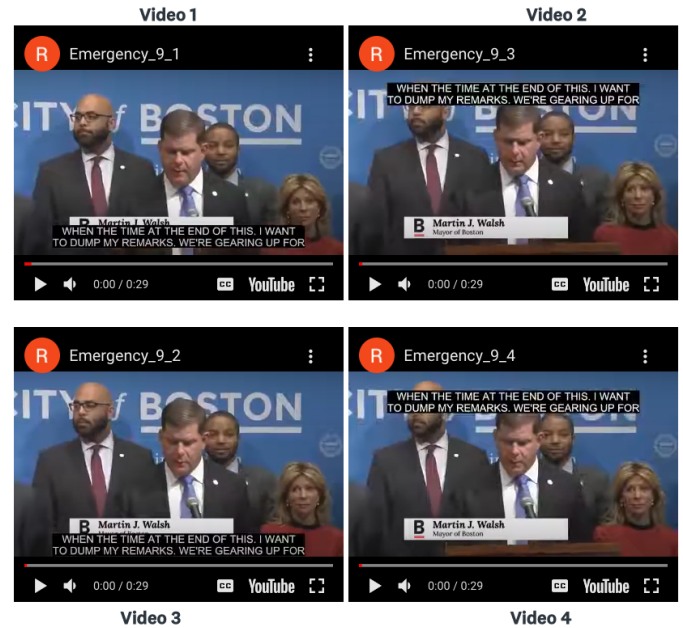 Video 1
Video 2
R Emergency_9_1
R Emergency_9_3
CITY of BOSTON
B Martin J. Walsh
WHEN THE TIME AT THE END OF THIS. I WANT
TO DUMP MY REMARKS. WE'RE GEARING UP FOR
WHEN THE TIME AT THE END OF THIS. I WANT
TO DUMP MY REMARKS. WE'RE GEARING UP FOR
B Martin J. Walsh
Mayor of Boston
0:00 / 0:29 CC YouTube
0:00 / 0:29 CC YouTube
R Emergency_9_2
R Emergency_9_4
CITY of BOSTON
B Martin J. Walsh
WHEN THE TIME AT THE END OF THIS. I WANT
TO DUMP MY REMARKS. WE'RE GEARING UP FOR
WHEN THE TIME AT THE END OF THIS. I WANT
TO DUMP MY REMARKS. WE'RE GEARING UP FOR
B Martin J. Walsh
Mayor of Boston
0:00 / 0:29 CC YouTube
0:00 / 0:29 CC YouTube
Video 3
Video 4